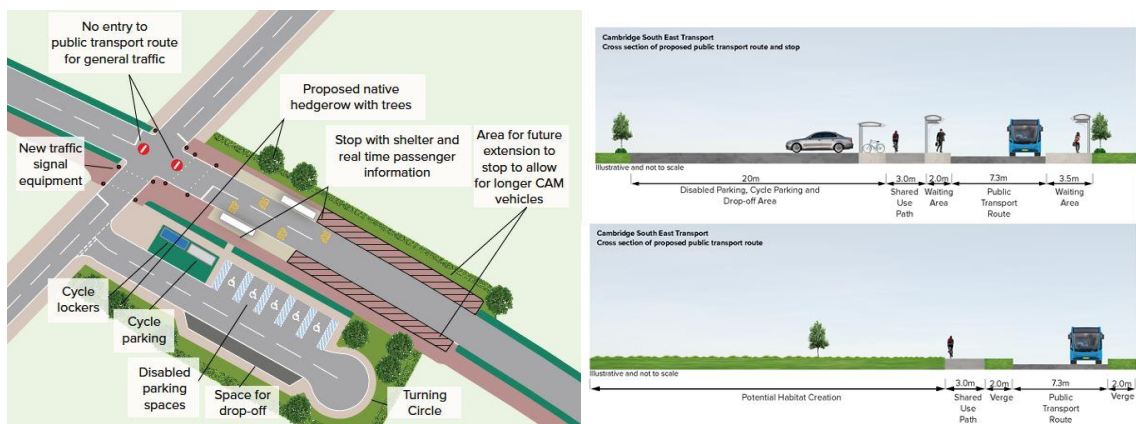 No entry to
public transport route
for general traffic
Proposed native
hedgerow with trees
Stop with shelter and
real time passenger
information
Area for future
extension to
stop to allow
for longer CAM
vehicles
New traffic
signal
equipment
Cycle
lockers
Cycle
parking
Disabled
parking
spaces
Space for
drop-off
Turning
Circle
Cambridge South East Transport
Cross section of proposed public transport route and stop
Illustrative and not to scale
20m
Disabled Parking, Cycle Parking and
Drop-off Area
3.0m
Shared
Use
Path
2.0m
Waiting
Area
7.3m
Public
Transport
Route
3.5m
Waiting
Area
Cambridge South East Transport
Cross section of proposed public transport route
Illustrative and not to scale
Potential Habitat Creation
3.0m
Shared
Use
Path
2.0m
Verge
7.3m
Public
Transport
Route
2.0m
Verge